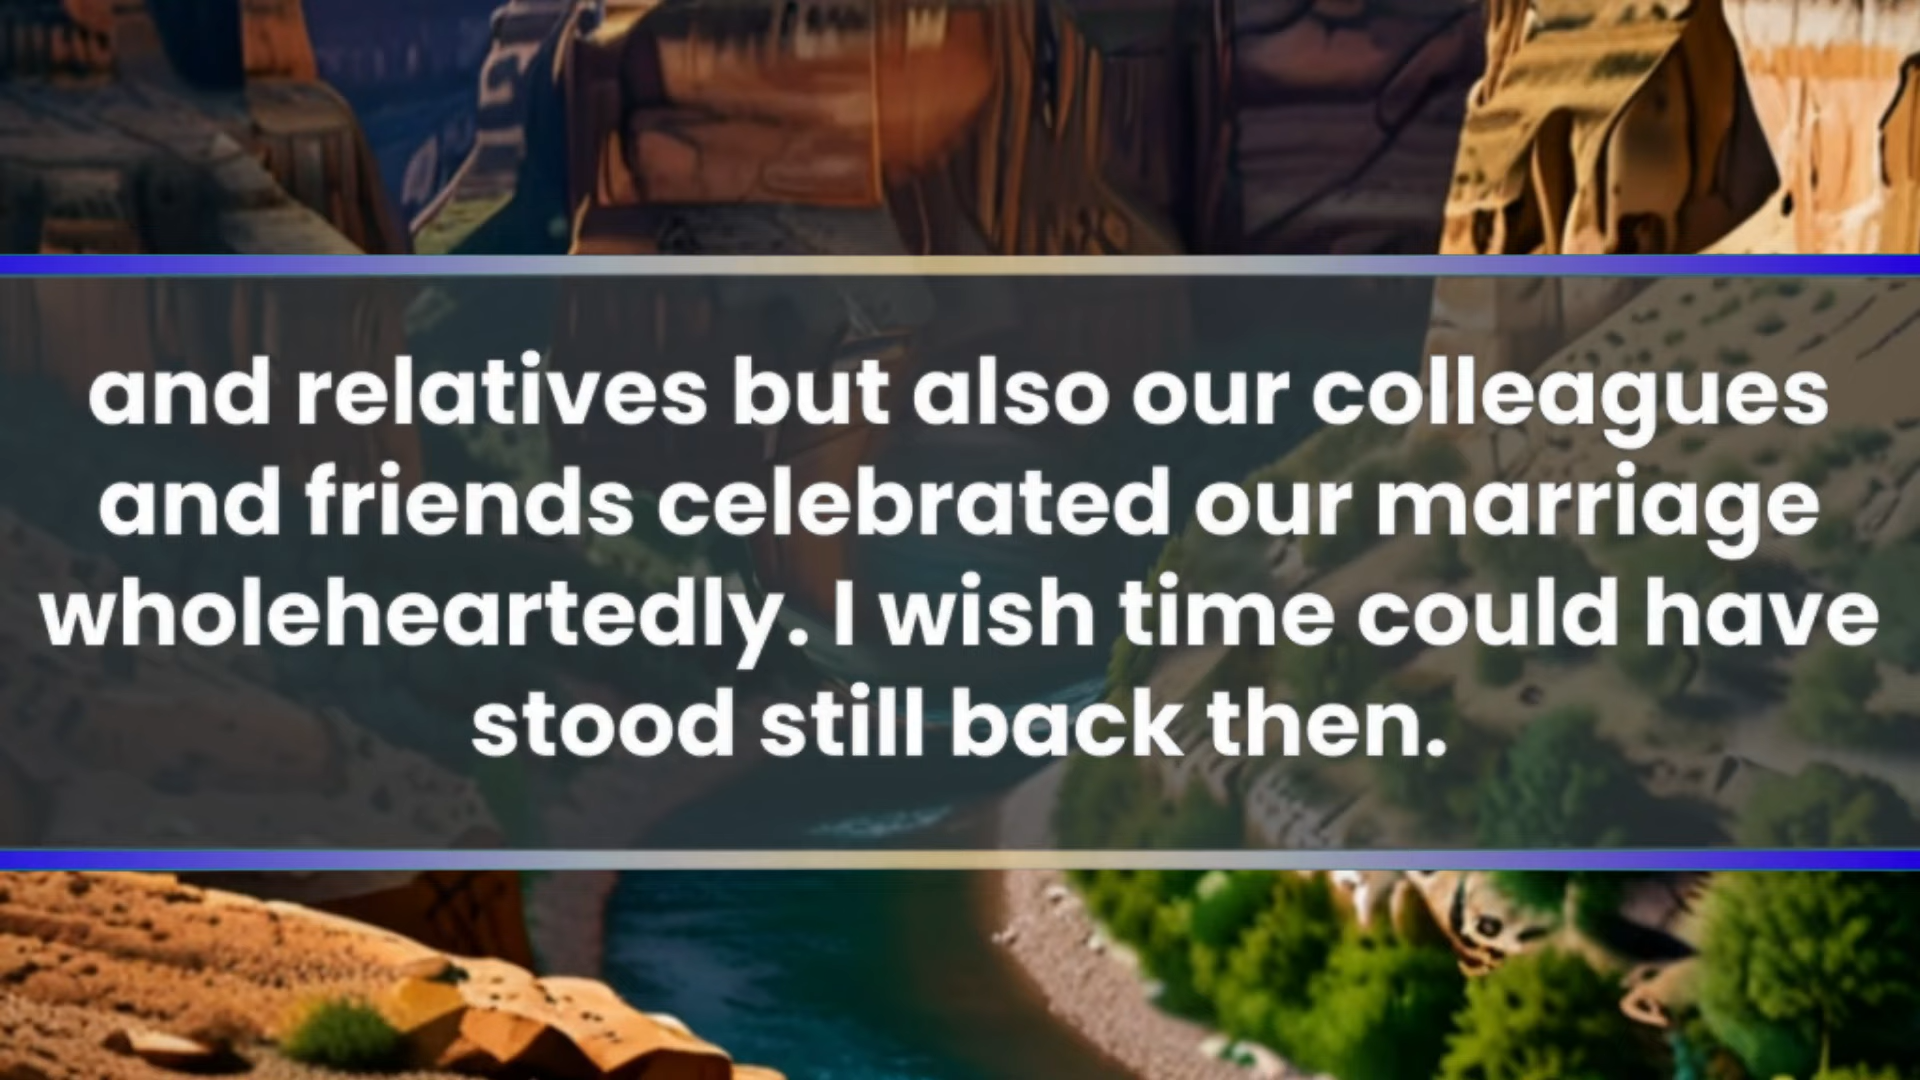 and relatives but also our colleagues
and friends celebrated our marriage
wholeheartedly. I wish time could have
stood still back then.